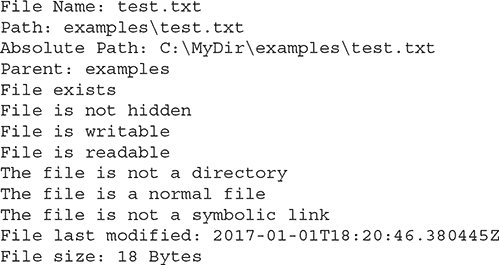 File Name: test.txt
Path: examples\test.txt
Absolute Path: C:\MyDir\examples\test.txt
Parent: examples
File exists
File is not hidden
File is writable
File is readable
The file is not a directory
The file is a normal file
The file is not a symbolic link
File last modified: 2017-01-01T18:20:46.380445Z
File size: 18 Bytes